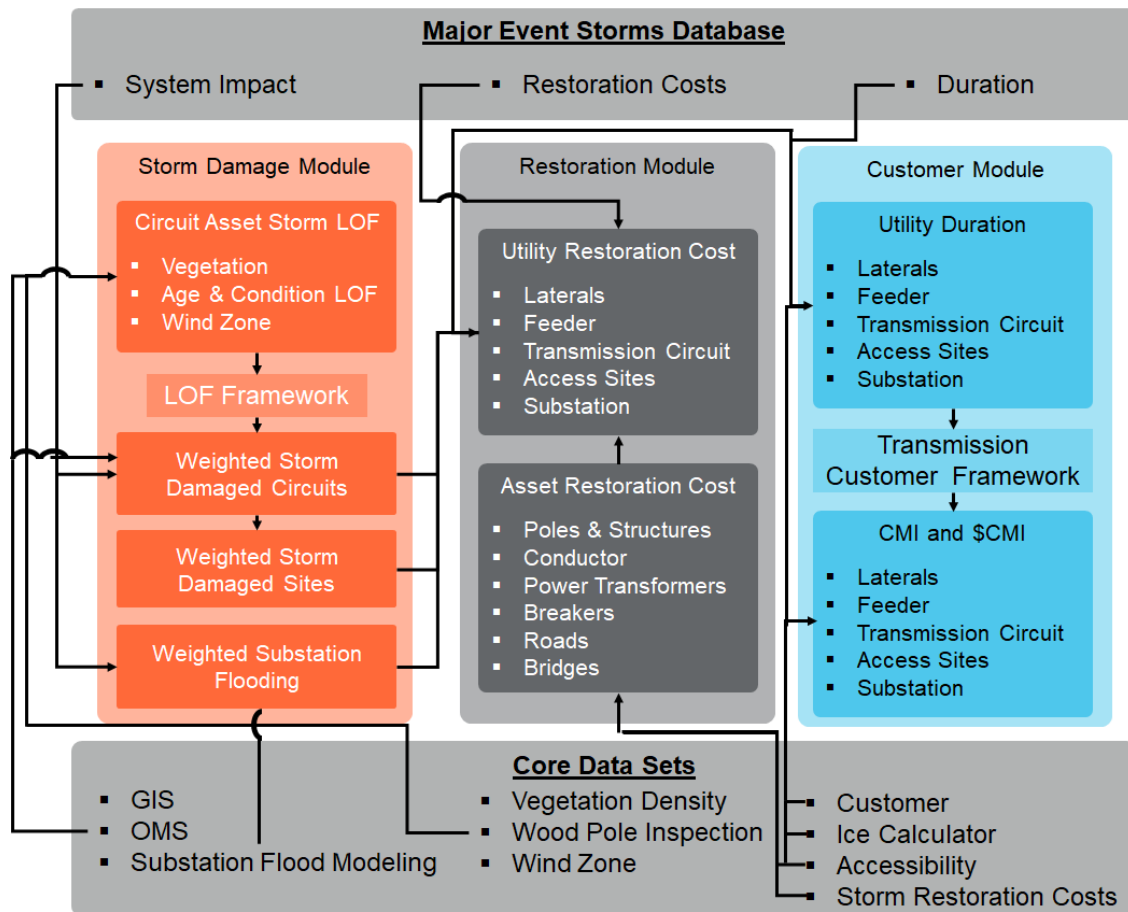 Major Event Storms Database
▪ System Impact
▪ Restoration Costs
▪ Duration
Storm Damage Module
Circuit Asset Storm LOF
▪ Vegetation
▪ Age & Condition LOF
▪ Wind Zone
LOF Framework
Weighted Storm
Damaged Circuits
Weighted Storm
Damaged Sites
Weighted Substation
Flooding
Restoration Module
Utility Restoration Cost
▪ Laterals
▪ Feeder
▪ Transmission Circuit
▪ Access Sites
▪ Substation
Asset Restoration Cost
▪ Poles & Structures
▪ Conductor
▪ Power Transformers
▪ Breakers
▪ Roads
▪ Bridges
Customer Module
Utility Duration
▪ Laterals
▪ Feeder
▪ Transmission Circuit
▪ Access Sites
▪ Substation
Transmission
Customer Framework
CMI and $CMI
▪ Laterals
▪ Feeder
▪ Transmission Circuit
▪ Access Sites
▪ Substation
Core Data Sets
▪ GIS
▪ OMS
▪ Substation Flood Modeling
▪ Vegetation Density
▪ Wood Pole Inspection
▪ Wind Zone
▪ Customer
▪ Ice Calculator
▪ Accessibility
▪ Storm Restoration Costs